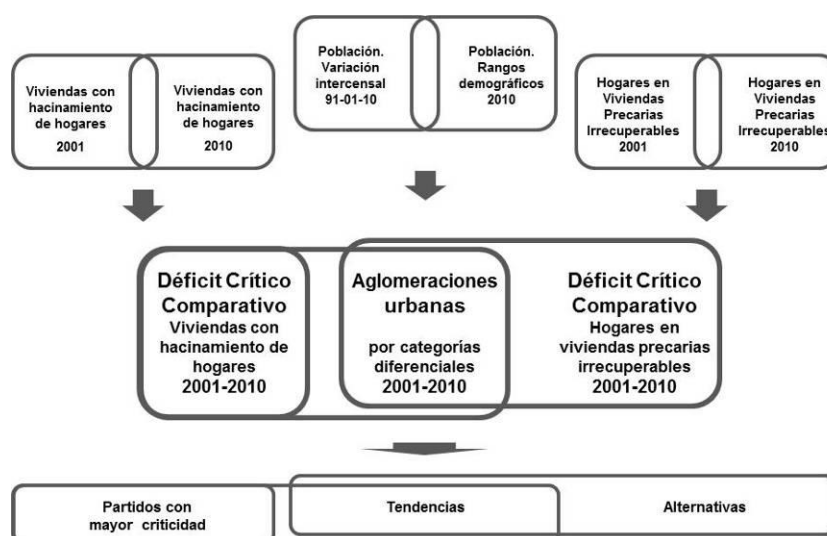 Viviendas con
hacinamiento
de hogares
2001
Viviendas con
hacinamiento
de hogares
2010
Población.
Variación
intercensal
91-01-10
Población.
Rangos
demográficos
2010
Hogares en
Viviendas
Precarias
Irrecuperables
2001
Hogares en
Viviendas
Precarias
Irrecuperables
2010
Déficit Crítico
Comparativo
Viviendas con
hacinamiento de
hogares
2001-2010
Aglomeraciones
urbanas
por categorías
diferenciales
2001-2010
Déficit Crítico
Comparativo
Hogares en
viviendas precarias
irrecuperables
2001-2010
Partidos con
mayor criticidad
Tendencias
Alternativas